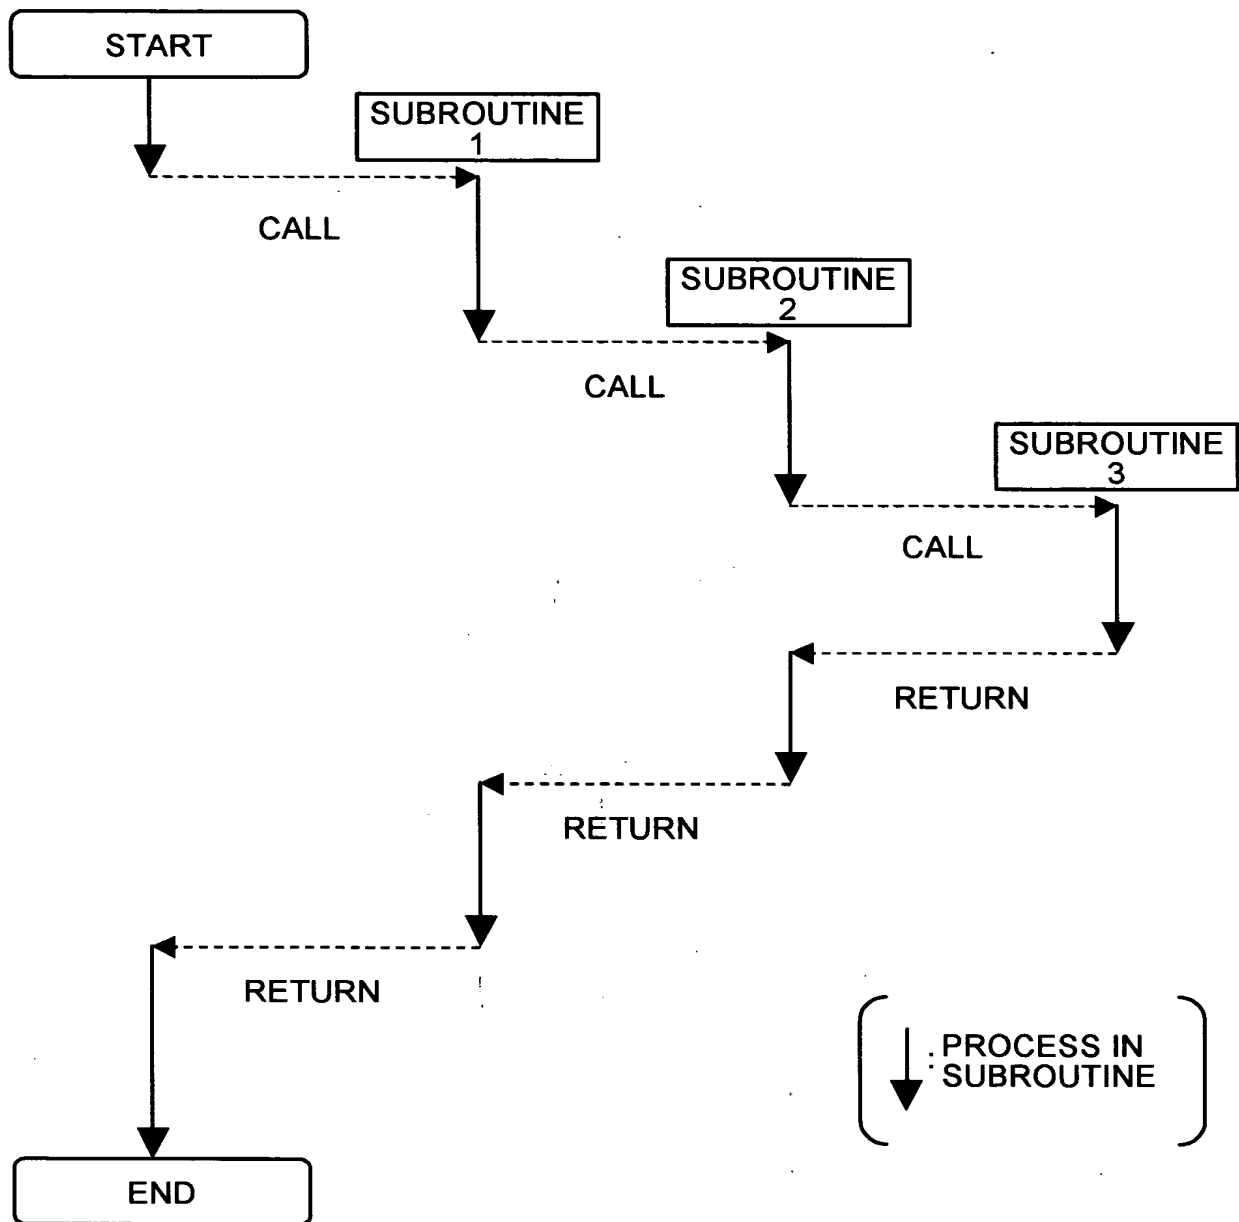 START
SUBROUTINE
1
CALL
SUBROUTINE
2
CALL
SUBROUTINE
3
CALL
RETURN
RETURN
RETURN
: PROCESS IN
SUBROUTINE
END